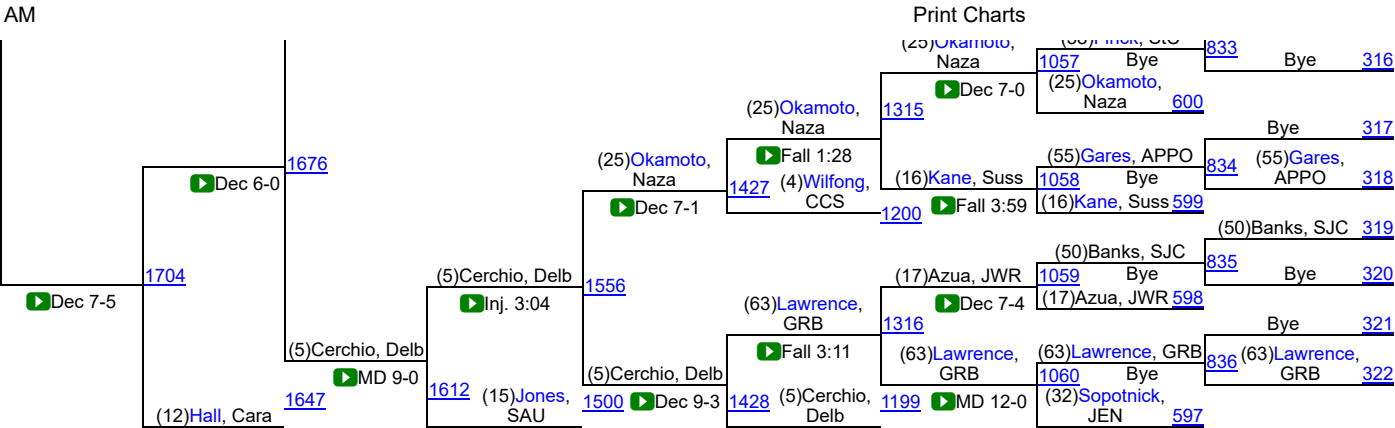 AM
Print Charts
(25)Okamoto,
Naza
Dec 7-0
1057
Bye
833
Bye
316
(25)Okamoto,
Naza
600
(25)Okamoto,
Naza
1315
Bye
317
Fall 1:28
(55)Gares, APPO
834
(55)Gares,
APPO
318
1676
(25)Okamoto,
Naza
Dec 6-0
1427
(4)Wilfong,
CCS
(16)Kane, Suss
1058
Bye
Dec 7-1
1200
Fall 3:59
(16)Kane, Suss
599
(50)Banks, SJC
319
(50)Banks, SJC
835
1704
(5)Cerchio, Delb
1556
(17)Azua, JWR
1059
Bye
Bye
320
Dec 7-5
Inj. 3:04
(63)Lawrence,
GRB
Dec 7-4
(17)Azua, JWR
598
1316
Bye
321
(5)Cerchio, Delb
Fall 3:11
(63)Lawrence,
GRB
(63)Lawrence, GRB
836
(63)Lawrence,
GRB
322
MD 9-0
(5)Cerchio, Delb
1060
Bye
1647
1612
(15)Jones,
SAU
1500
Dec 9-3
1428
(5)Cerchio,
Delb
1199
MD 12-0
(32)Sopotnick,
JEN
597
(12)Hall, Cara